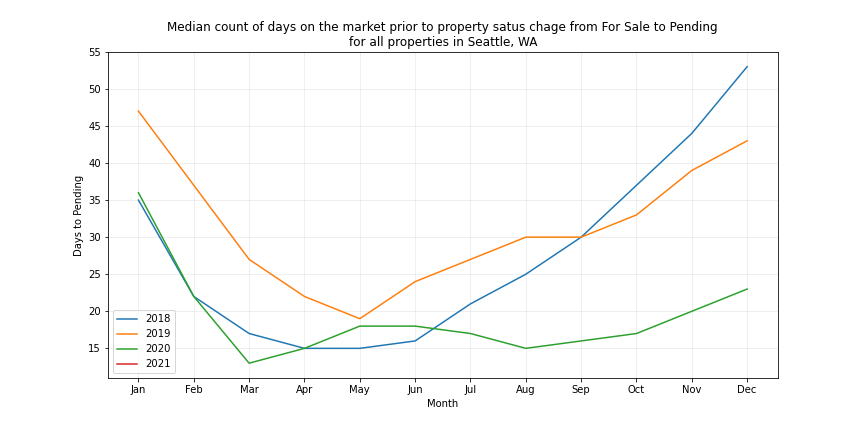 Median count of days on the market prior to property satus chage from For Sale to Pending
for all properties in Seattle, WA
55
50
45
40
35
30
25
20
15
Days to Pending
2018
2019
2020
2021
Jan Feb Mar Apr May Jun Jul Aug Sep Oct Nov Dec
Month